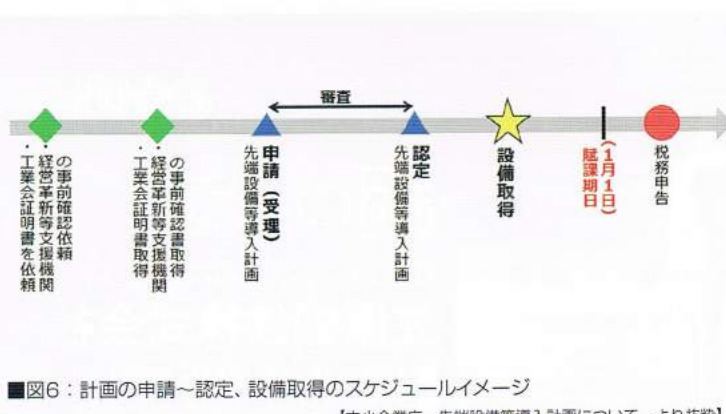 審査
・経営革新等支援機関
の事前確認依頼
・工業会証明書を依頼
・経営革新等支援機関
の事前確認書取得
・工業会証明書取得
申請(受理)
先端設備等導入計画
認定
先端設備等導入計画
設備取得
(1月1日)
賦課期日
税務申告
■図6:計画の申請~認定、設備取得のスケジュールイメージ